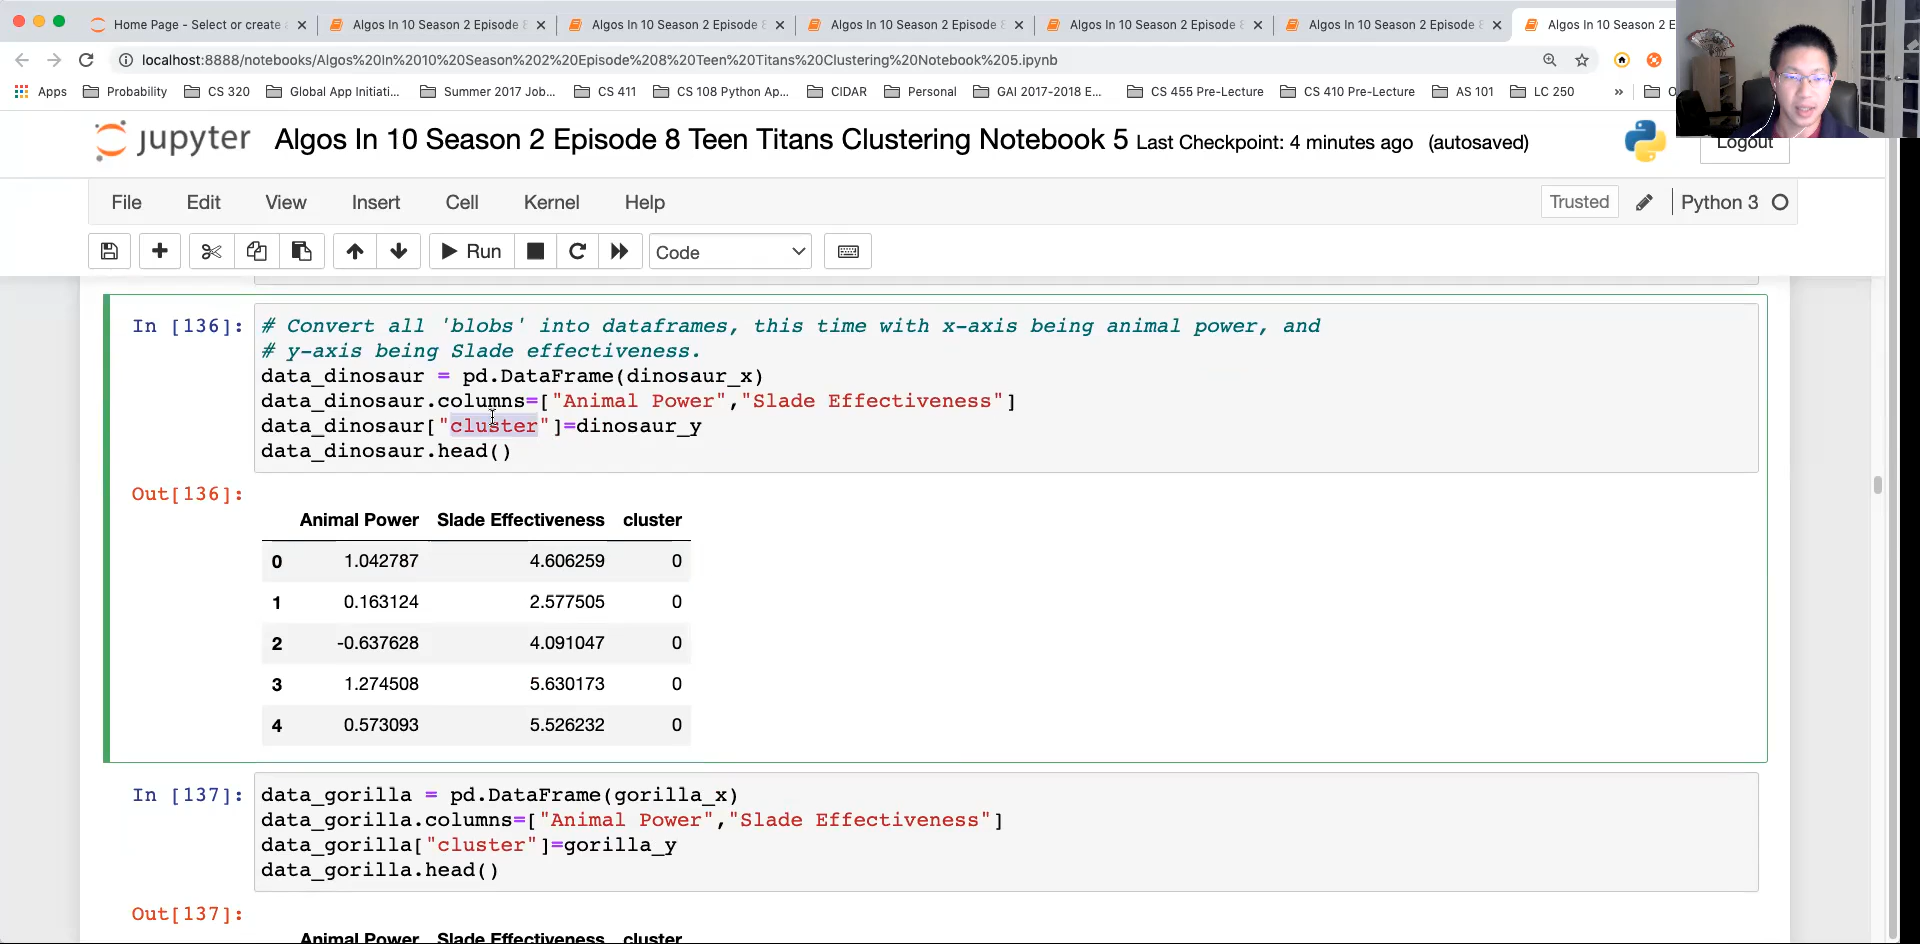 Home Page - Select or create a
Algos In 10 Season 2 Episode 8
Algos In 10 Season 2 Episode 8
Algos In 10 Season 2 Episode 8
Algos In 10 Season 2 Episode 8
Algos In 10 Season 2 Episode 8
Algos In 10 Season 2 E
localhost:8888/notebooks/Algos%20In%2010%20Season%202%20Episode%208%20Teen%20Titans%20Clustering%20Notebook%205.ipynb
Apps Probability CS 320 Global App Initiati... Summer 2017 Job... CS 411 CS 108 Python Ap... CIDAR Personal GAI 2017-2018 E... CS 455 Pre-Lecture CS 410 Pre-Lecture AS 101 LC 250 » O
jupyter Algos In 10 Season 2 Episode 8 Teen Titans Clustering Notebook 5 Last Checkpoint: 4 minutes ago (autosaved) Logout
File Edit View Insert Cell Kernel Help Trusted Python 3
Run Code
In [136]: # Convert all 'blobs' into dataframes, this time with x-axis being animal power, and
# y-axis being Slade effectiveness.
data_dinosaur = pd.DataFrame(dinosaur_x)
data_dinosaur.columns=["Animal Power","Slade Effectiveness"]
data_dinosaur["cluster"]=dinosaur_y
data_dinosaur.head()
Out[136]:
Animal Power Slade Effectiveness cluster
0 1.042787 4.606259 0
1 0.163124 2.577505 0
2 -0.637628 4.091047 0
3 1.274508 5.630173 0
4 0.573093 5.526232 0
In [137]: data_gorilla = pd.DataFrame(gorilla_x)
data_gorilla.columns=["Animal Power","Slade Effectiveness"]
data_gorilla["cluster"]=gorilla_y
data_gorilla.head()
Out[137]:
Animal Power Slade Effectiveness cluster